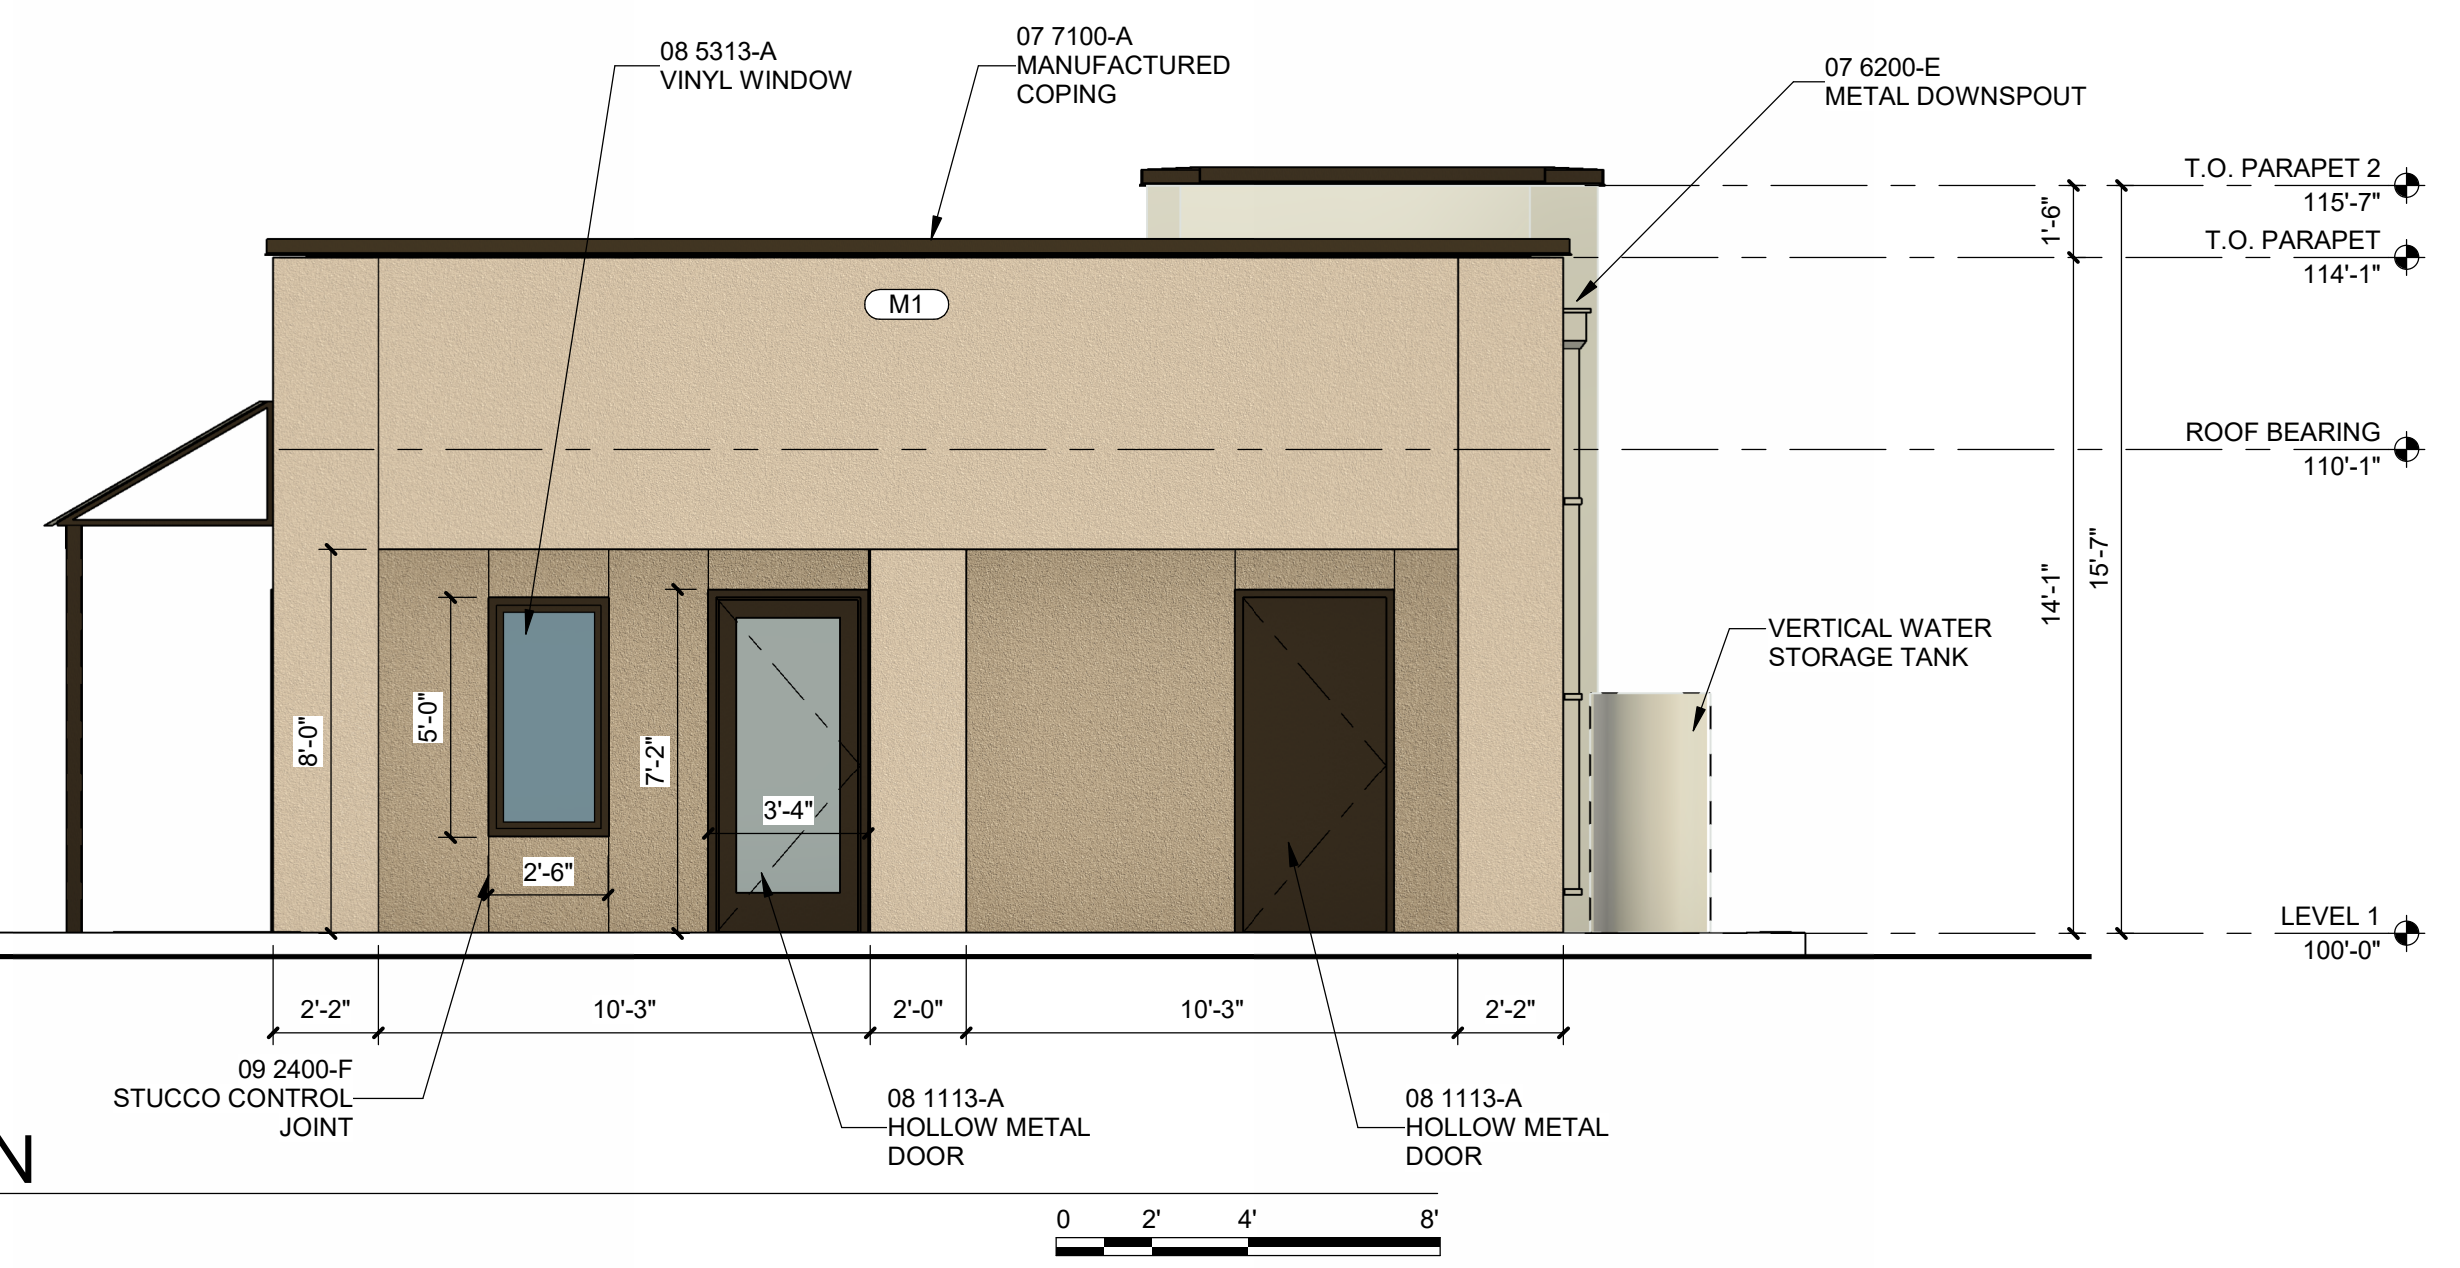 08 5313-A
VINYL WINDOW
07 7100-A
MANUFACTURED
COPING
07 6200-E
METAL DOWNSPOUT
T.O. PARAPET 2
115'-7"
T.O. PARAPET
114'-1"
ROOF BEARING
110'-1"
LEVEL 1
100'-0"
1'-6"
14'-1"
15'-7"
M1
8'-0"
5'-0"
7'-2"
3'-4"
2'-6"
VERTICAL WATER
STORAGE TANK
2'-2"
10'-3"
2'-0"
10'-3"
2'-2"
09 2400-F
STUCCO CONTROL
JOINT
08 1113-A
HOLLOW METAL
DOOR
08 1113-A
HOLLOW METAL
DOOR
N
0 2' 4' 8'